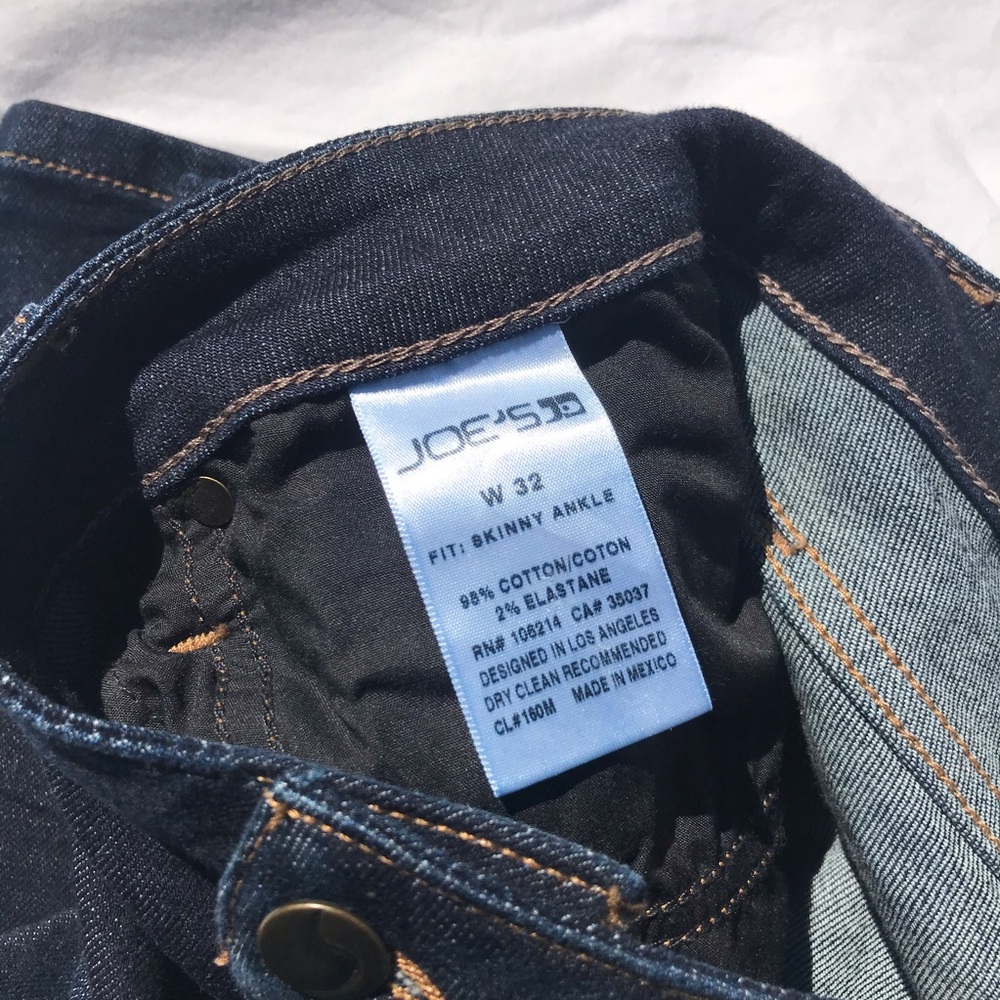 JOE'S
W 32
FIT: SKINNY ANKLE
98% COTTON/COTON
2% ELASTANE
RN# 106214 CA# 35037
DESIGNED IN LOS ANGELES
DRY CLEAN RECOMMENDED
CL#160M MADE IN MEXICO